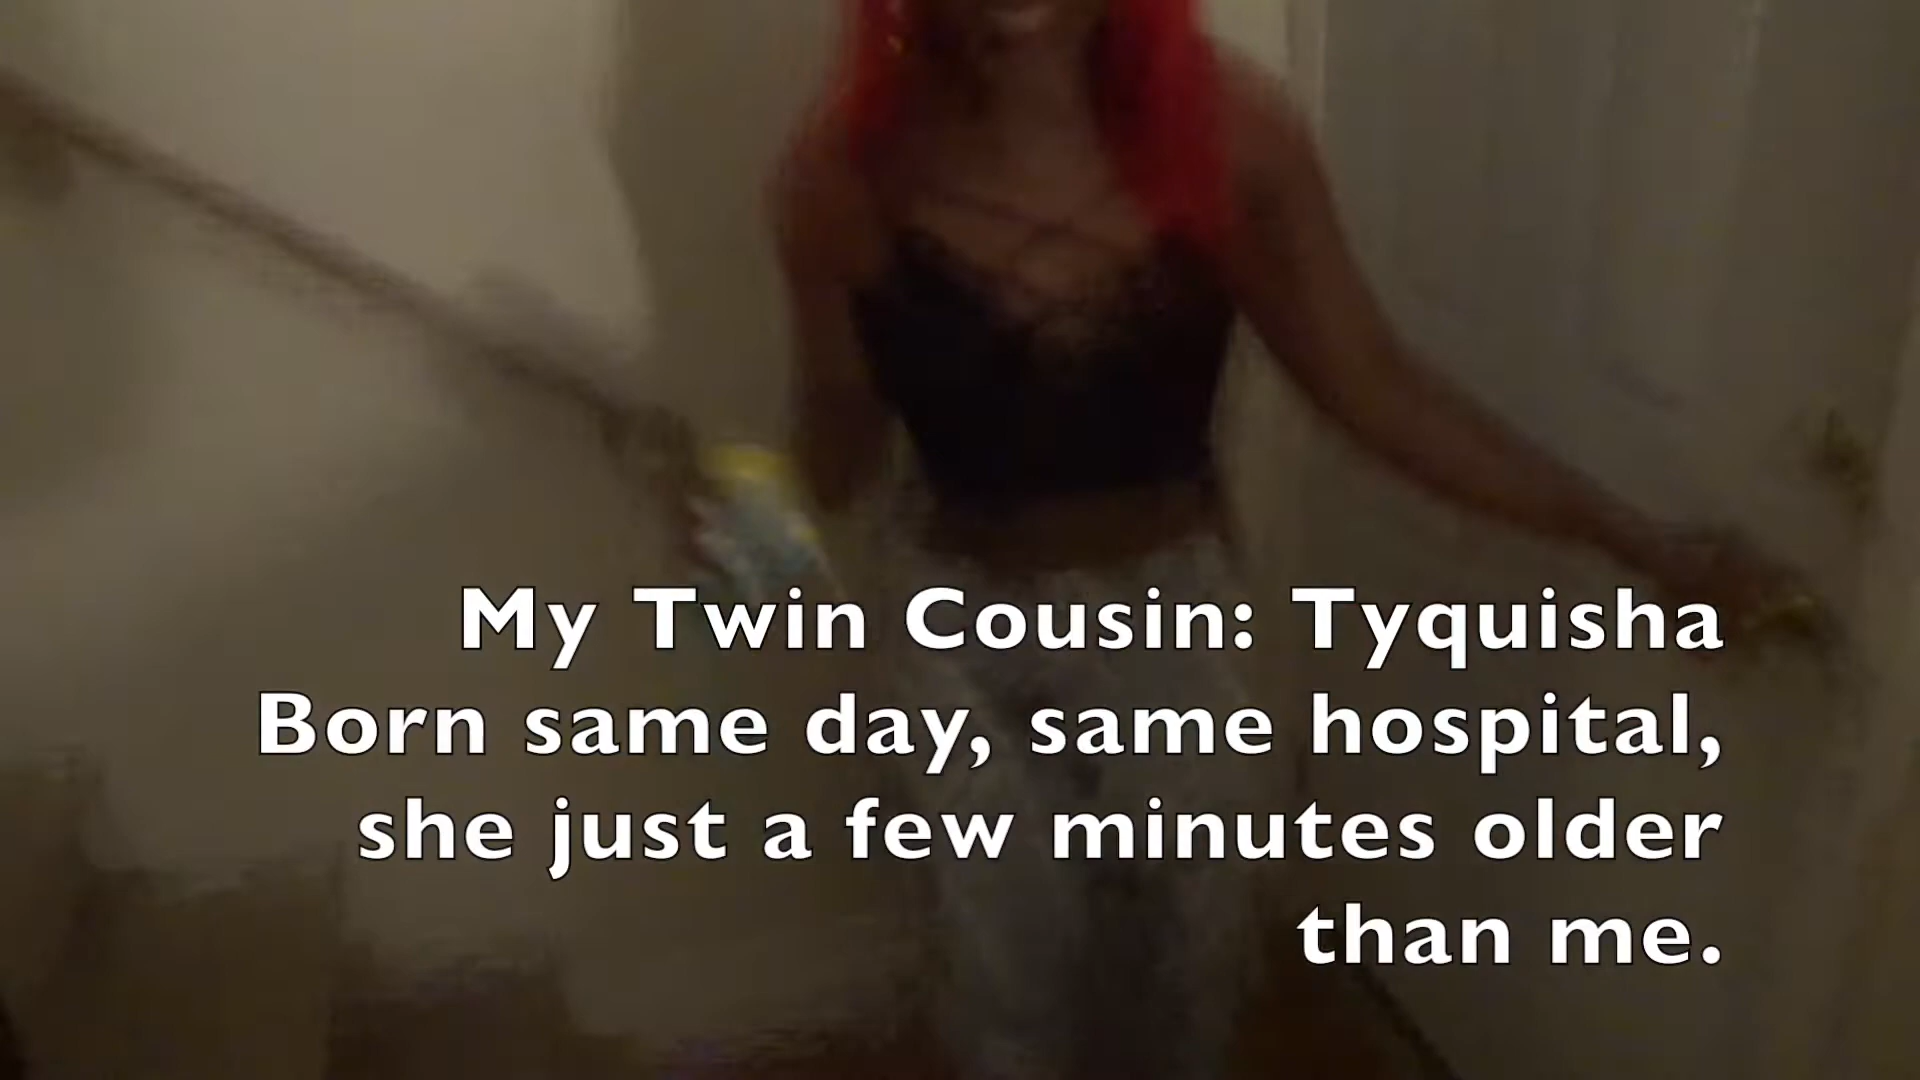 My Twin Cousin: Tyquisha
Born same day, same hospital,
she just a few minutes older
than me.